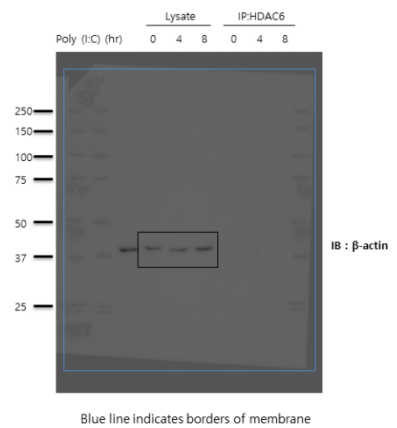 Lysate IP:HDAC6
Poly (I:C) (hr) 0 4 8 0 4 8
250
150
100
75
50
37
25
IB : β-actin
Blue line indicates borders of membrane